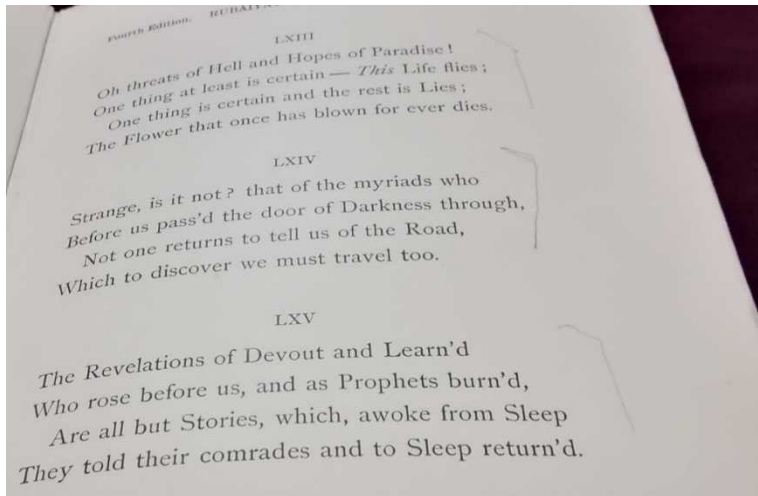 Fourth Edition.
LXIII
Oh threats of Hell and Hopes of Paradise!
One thing at least is certain — This Life flies;
One thing is certain and the rest is Lies;
The Flower that once has blown for ever dies.
LXIV
Strange, is it not? that of the myriads who
Before us pass'd the door of Darkness through,
Not one returns to tell us of the Road,
Which to discover we must travel too.
LXV
The Revelations of Devout and Learn'd
Who rose before us, and as Prophets burn'd,
Are all but Stories, which, awoke from Sleep
They told their comrades and to Sleep return'd.